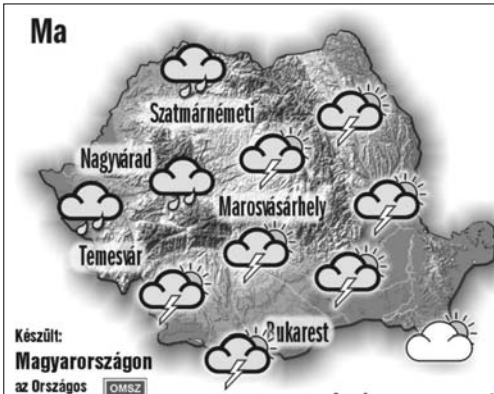 Ma
Szatmárnémeti
Nagyvárad
Marosvásárhely
Temesvár
Bukarest
Készült:
Magyarországon
az Országos
OMSZ